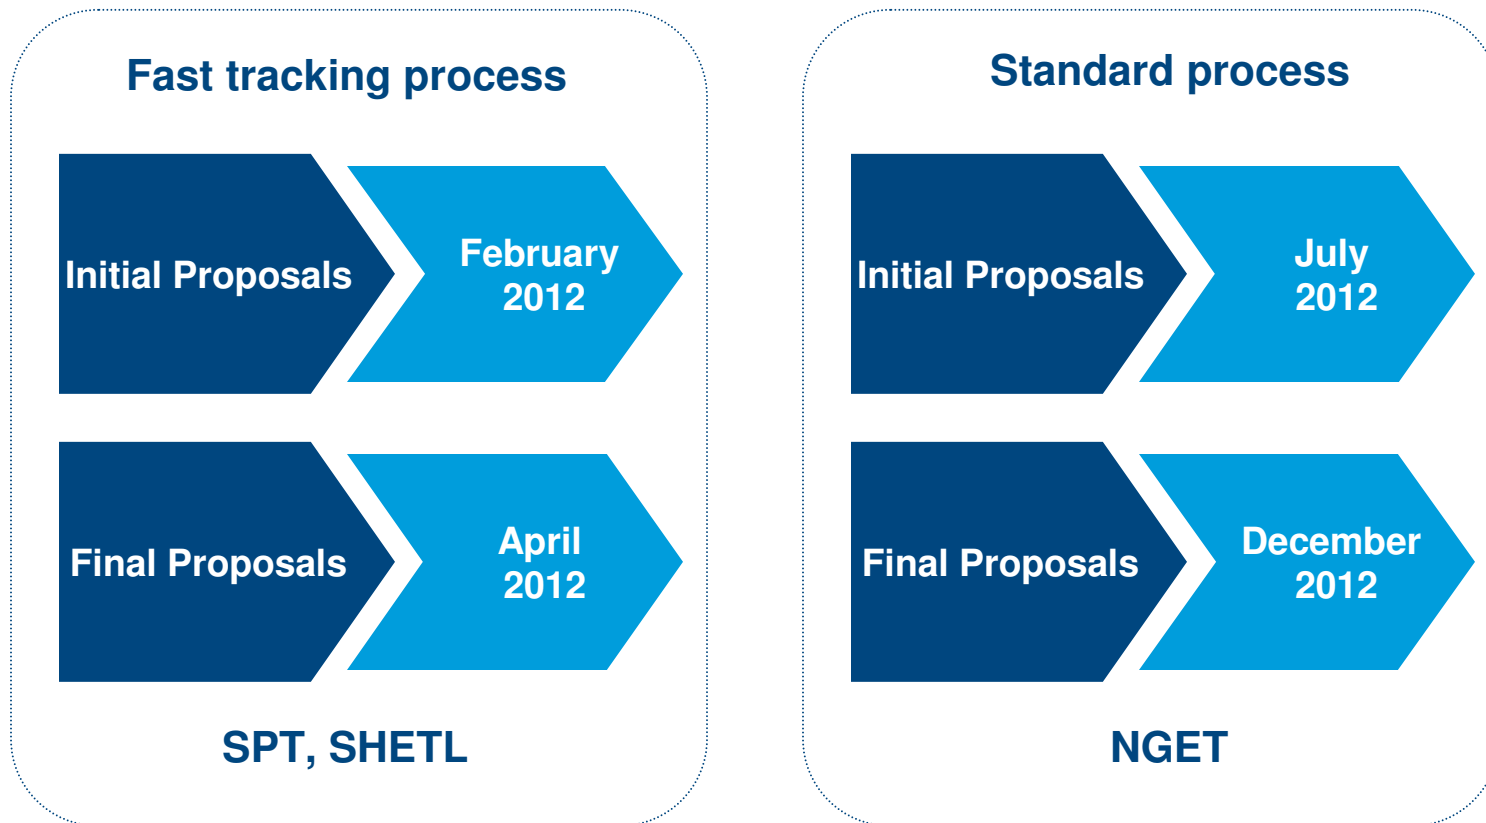 Fast tracking process
Initial Proposals
February
2012
Final Proposals
April
2012
SPT, SHETL
Standard process
Initial Proposals
July
2012
Final Proposals
December
2012
NGET